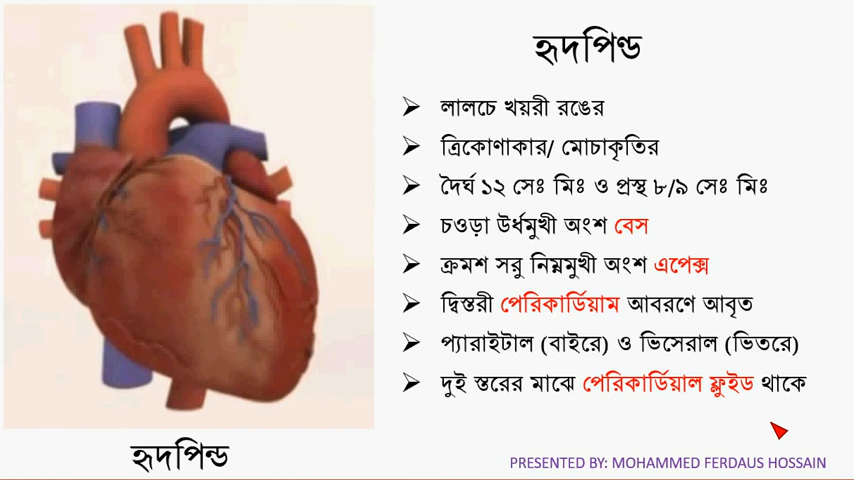 হৃদপিন্ড
➢ লালচে খয়রী রঙের
➢ ত্রিকোণাকার/ মোচাকৃতির
➢ দৈর্ঘ ১২ সেঃ মিঃ ও প্রস্থ ৮/৯ সেঃ মিঃ
➢ চওড়া উর্ধমুখী অংশ বেস
➢ ক্রমশ সরু নিম্নমুখী অংশ এপেক্স
➢ দ্বিস্তরী পেরিকার্ডিয়াম আবরণে আবৃত
➢ প্যারাইটাল (বাইরে) ও ভিসেরাল (ভিতরে)
➢ দুই স্তরের মাঝে পেরিকার্ডিয়াল ফ্লুইড থাকে
হৃদপিন্ড
PRESENTED BY: MOHAMMED FERDAUS HOSSAIN